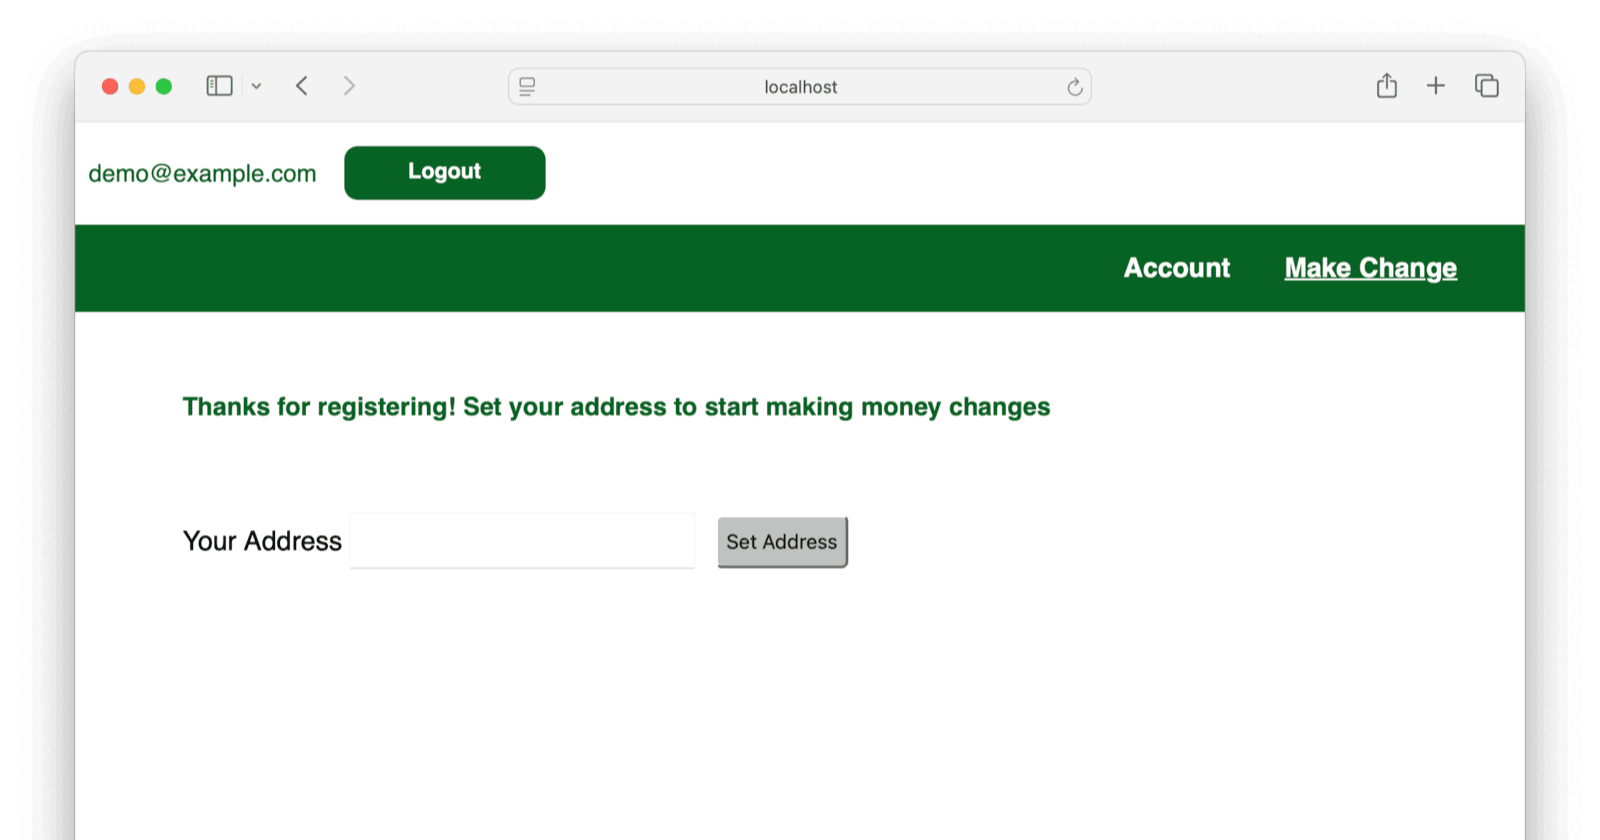 localhost
demo@example.com Logout
Account Make Change
Thanks for registering! Set your address to start making money changes
Your Address Set Address